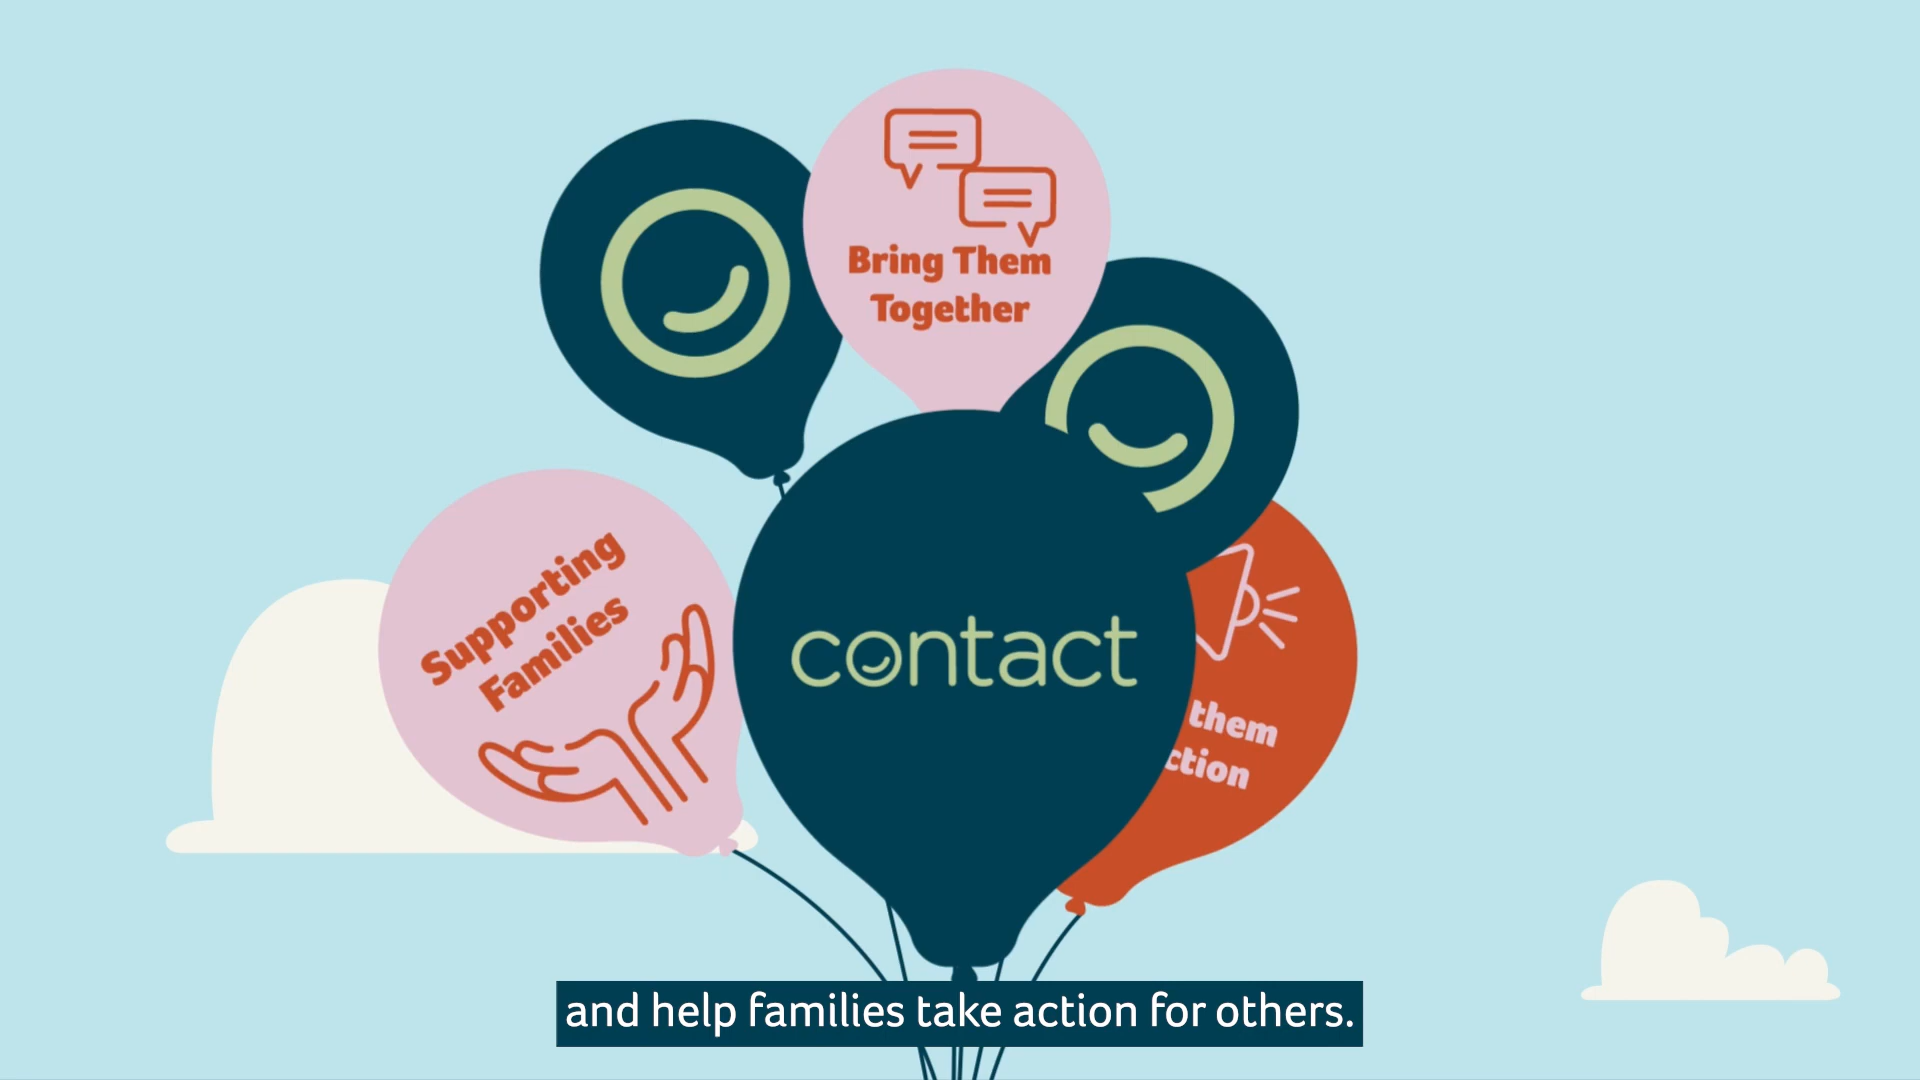 Bring Them
Together
Supporting
Families
contact
them
ction
and help families take action for others.